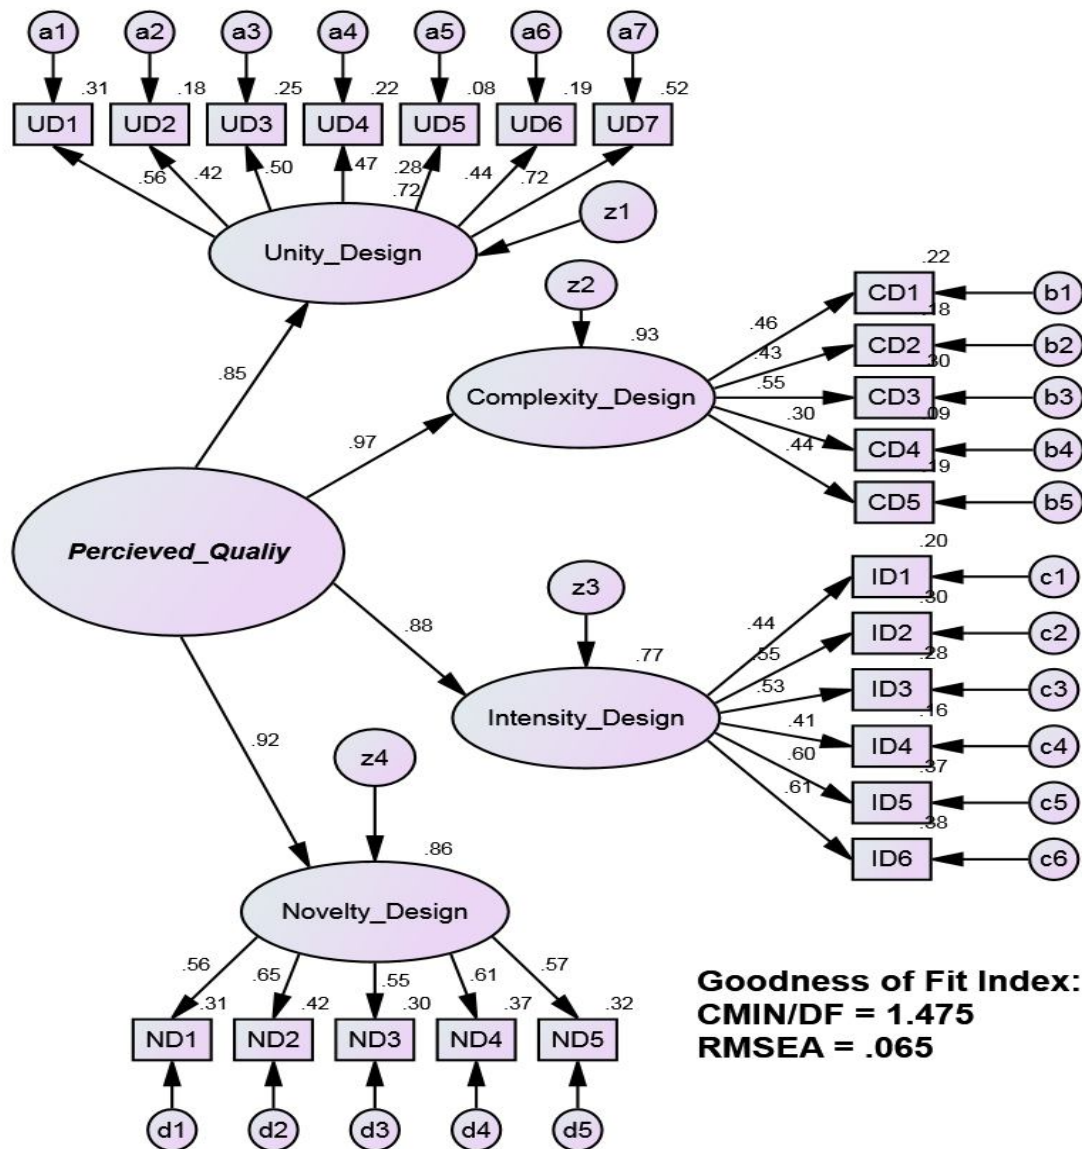 a1 a2 a3 a4 a5 a6 a7
.31 .18 .25 .22 .08 .19 .52
UD1 UD2 UD3 UD4 UD5 UD6 UD7
.56 .42 .50 .47 .28 .44 .72
.72
z1
Unity_Design
z2
.22
CD1 b1
.93
.46
.18
CD2 b2
.43
.30
.85
Complexity_Design
.55
CD3 b3
.30
.09
.97
CD4 b4
.44
.19
CD5 b5
Percieved_Qualiy
.20
z3
ID1 c1
.30
.88
.44
ID2 c2
.77
.55
.28
.53
ID3 c3
Intensity_Design
.16
.41
ID4 c4
.92
z4
.60
.37
.61
ID5 c5
.38
.86
ID6 c6
Novelty_Design
.56 .65 .55 .61 .57
.31 .42 .30 .37 .32
ND1 ND2 ND3 ND4 ND5
d1 d2 d3 d4 d5
Goodness of Fit Index:
CMIN/DF = 1.475
RMSEA = .065